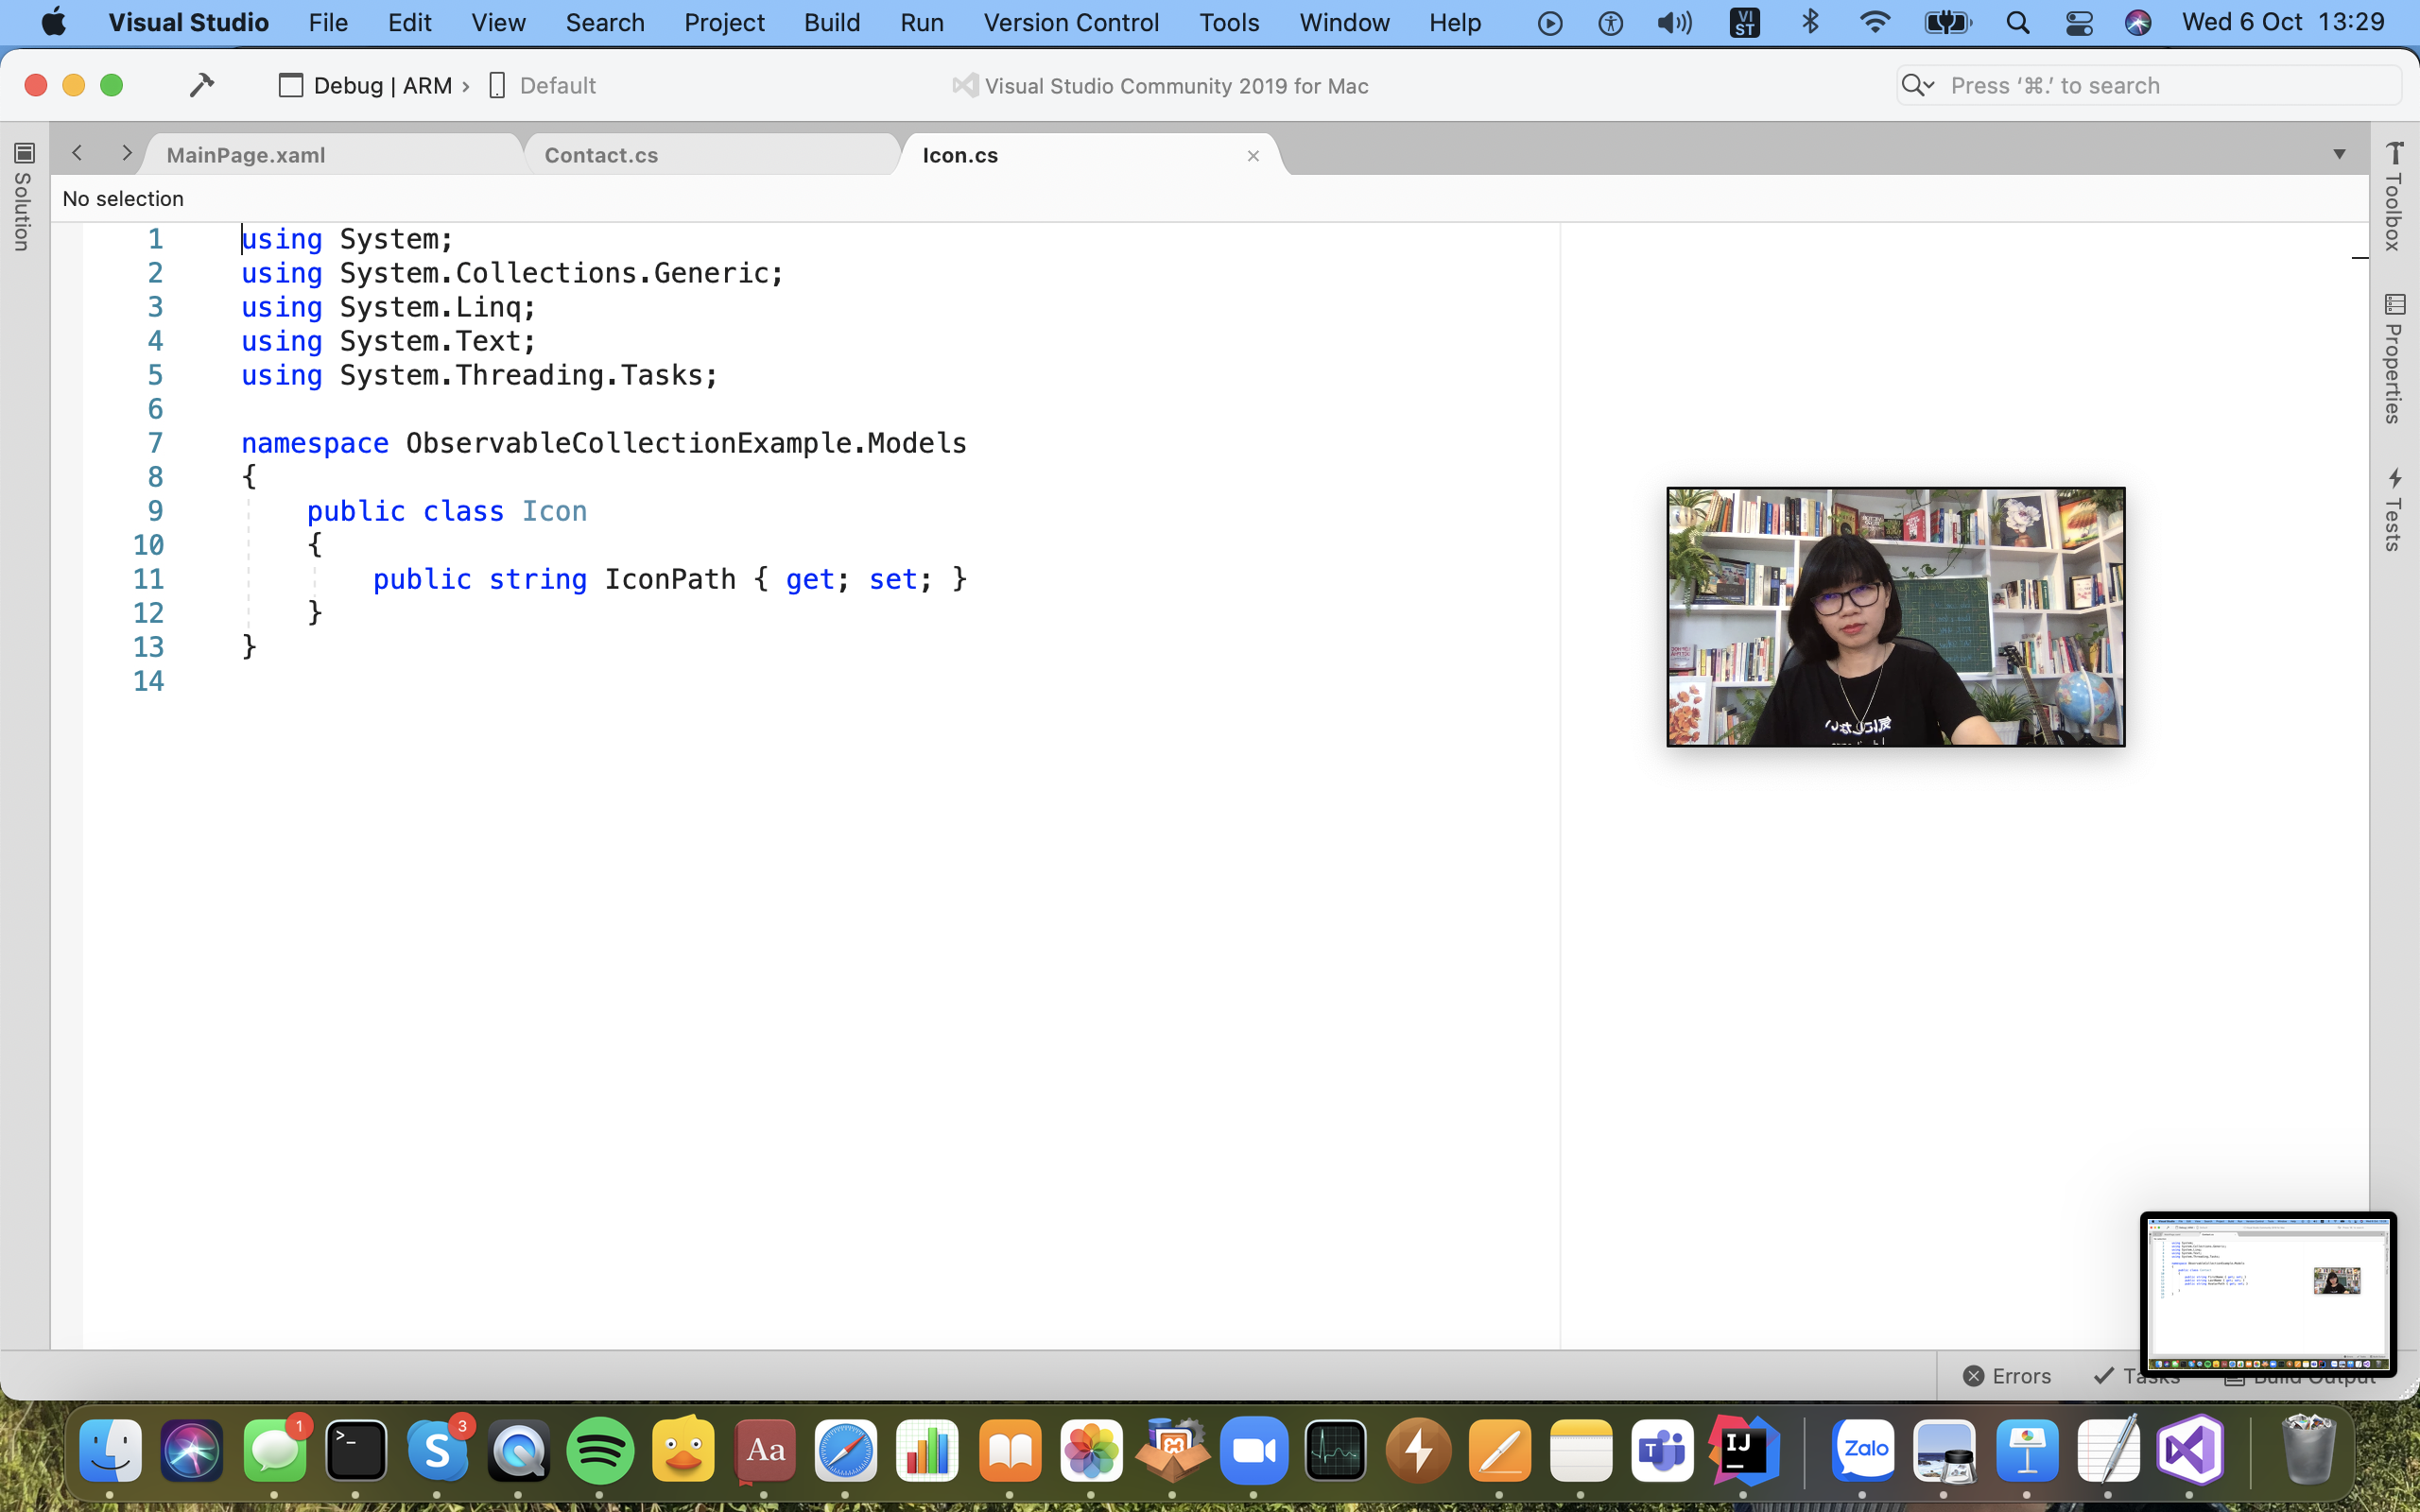 Visual Studio File Edit View Search Project Build Run Version Control Tools Window Help VI ST Wed 6 Oct 13:29
Debug | ARM › Default Visual Studio Community 2019 for Mac Press ‘⌘.’ to search
Solution
MainPage.xaml Contact.cs Icon.cs
No selection
1 using System;
2 using System.Collections.Generic;
3 using System.Linq;
4 using System.Text;
5 using System.Threading.Tasks;
6
7 namespace ObservableCollectionExample.Models
8 {
9 public class Icon
10 {
11 public string IconPath { get; set; }
12 }
13 }
14
Toolbox
Properties
Tests
Errors Tasks Build Output
1 >_ S 3 Aa T IJ Zalo